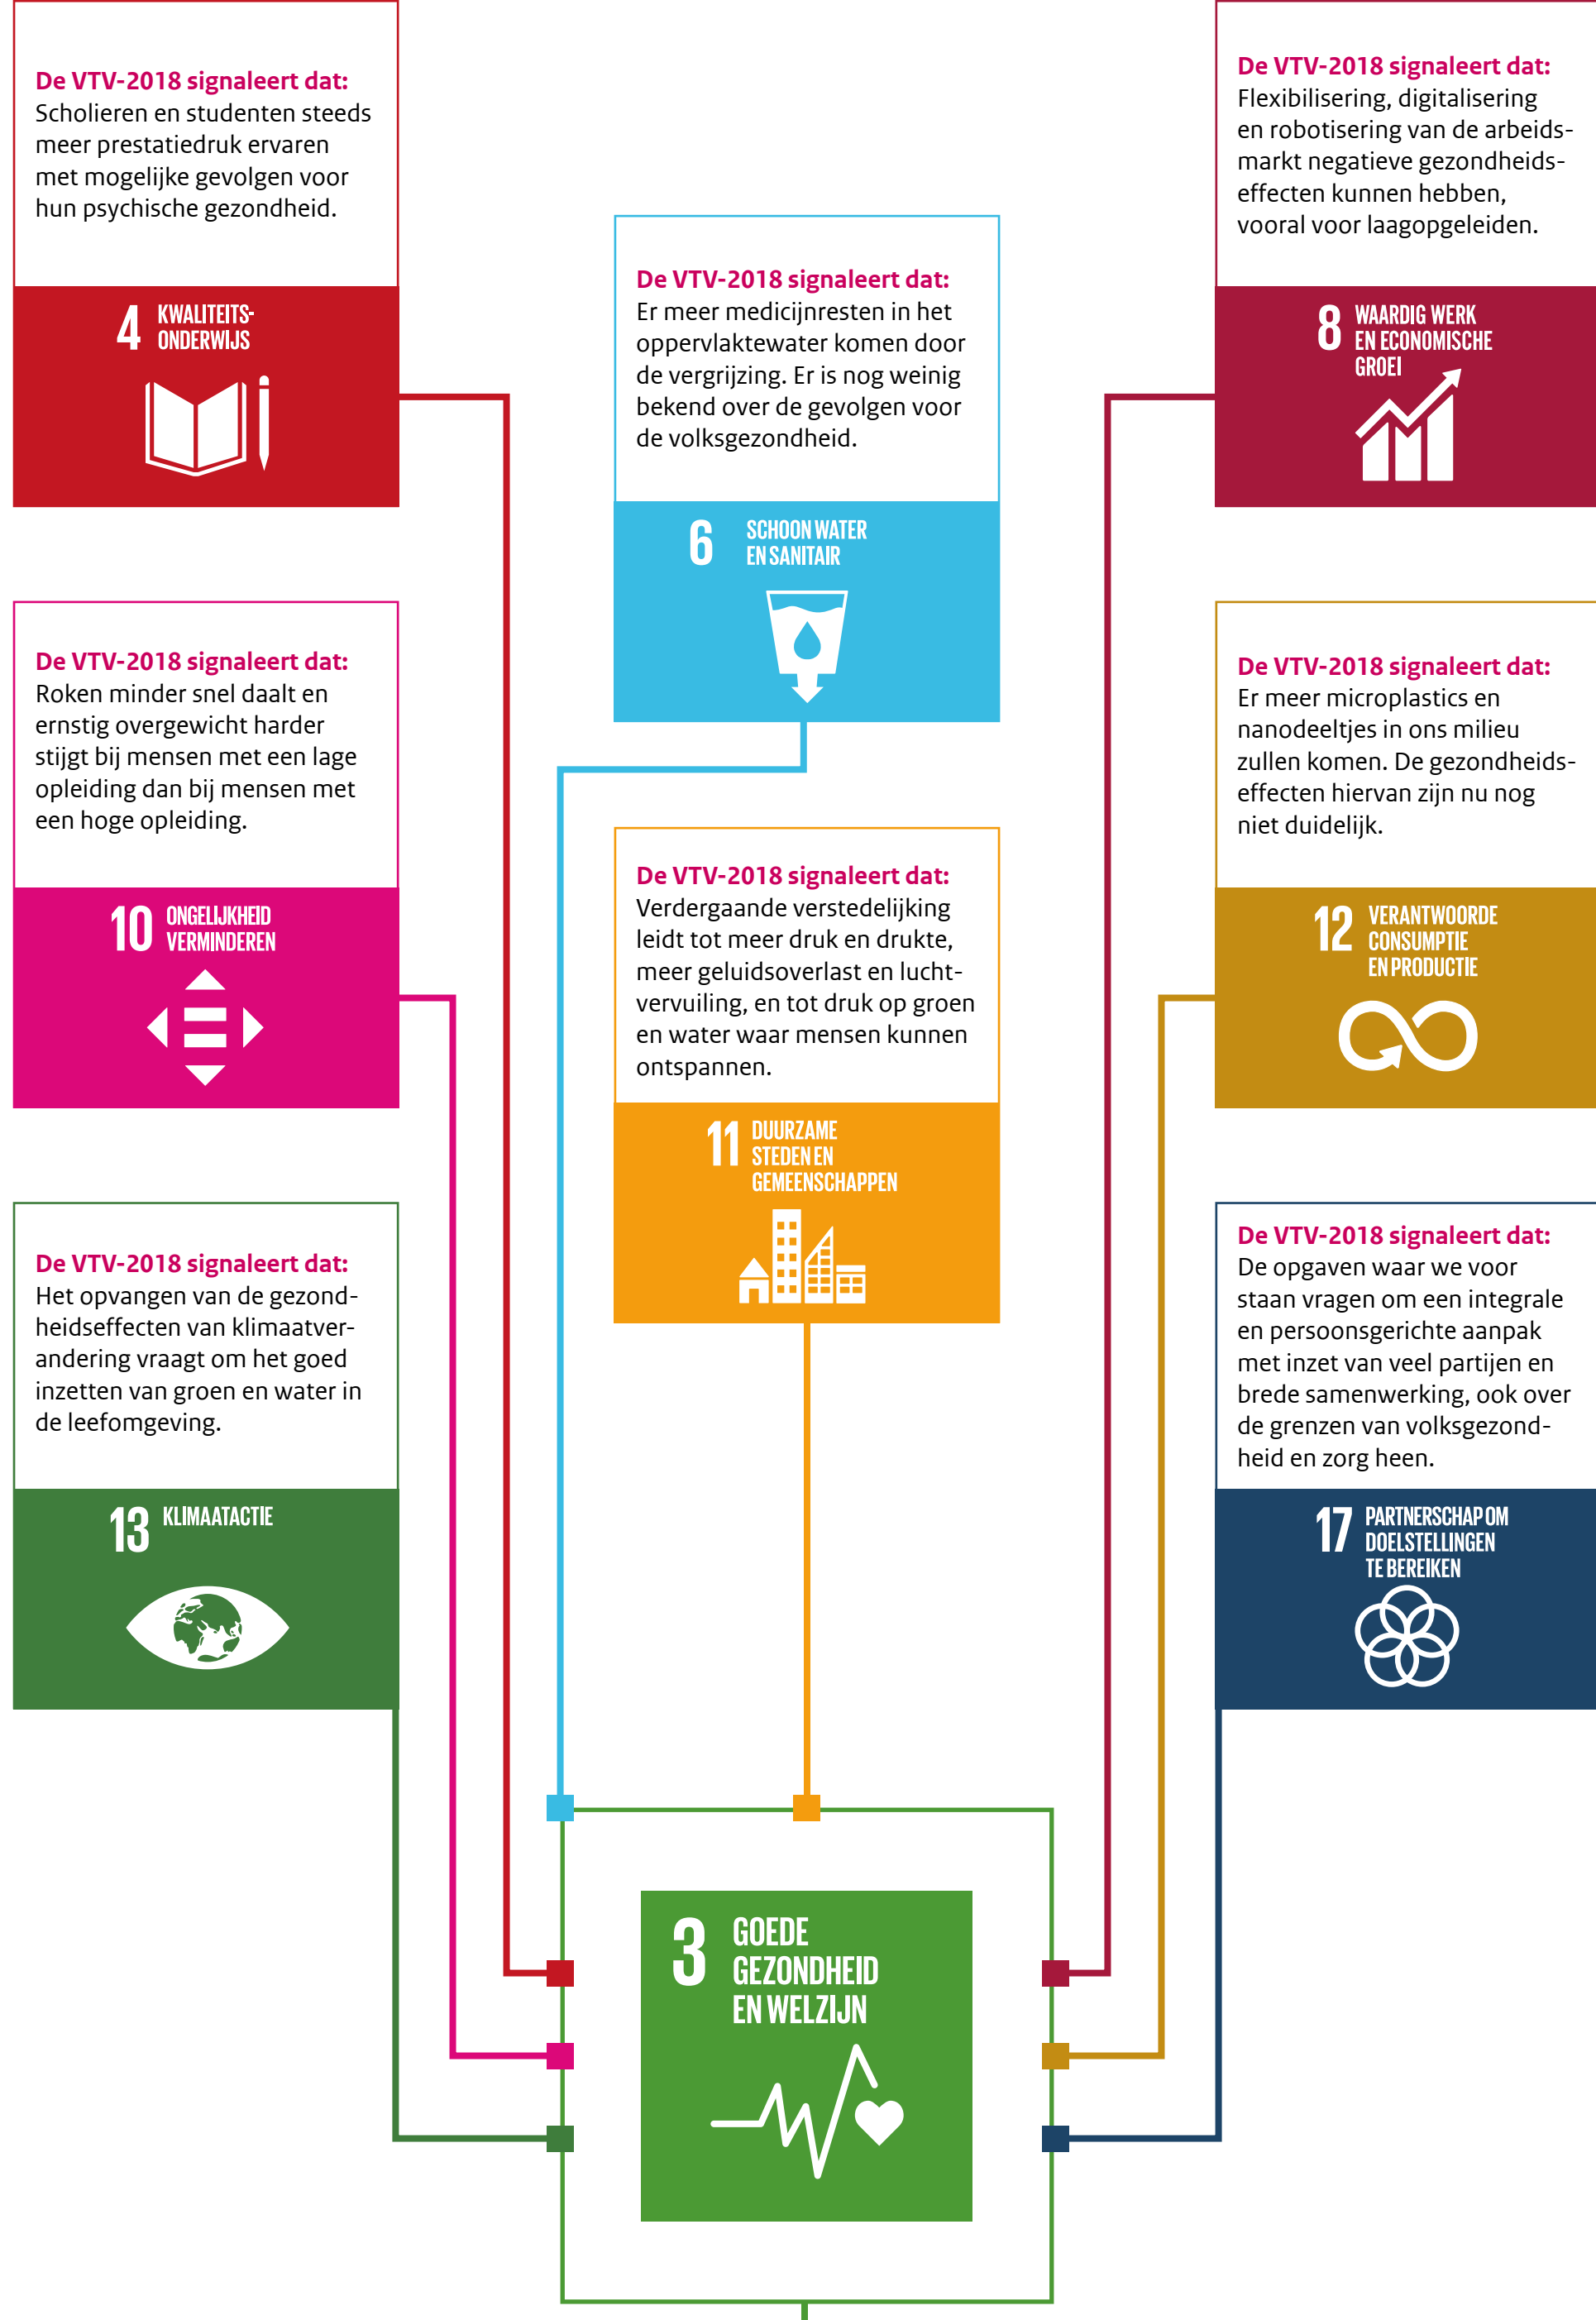 De VTV-2018 signaleert dat:
Scholieren en studenten steeds
meer prestatiedruk ervaren
met mogelijke gevolgen voor
hun psychische gezondheid.
4 KWALITEITS-
ONDERWIJS
De VTV-2018 signaleert dat:
Er meer medicijnresten in het
oppervlaktewater komen door
de vergrijzing. Er is nog weinig
bekend over de gevolgen voor
de volksgezondheid.
6 SCHOON WATER
EN SANITAIR
De VTV-2018 signaleert dat:
Flexibilisering, digitalisering
en robotisering van de arbeids-
markt negatieve gezondheids-
effecten kunnen hebben,
vooral voor laagopgeleiden.
8 WAARDIG WERK
EN ECONOMISCHE
GROEI
De VTV-2018 signaleert dat:
Roken minder snel daalt en
ernstig overgewicht harder
stijgt bij mensen met een lage
opleiding dan bij mensen met
een hoge opleiding.
10 ONGELIJKHEID
VERMINDEREN
De VTV-2018 signaleert dat:
Verdergaande verstedelijking
leidt tot meer druk en drukte,
meer geluidsoverlast en lucht-
vervuiling, en tot druk op groen
en water waar mensen kunnen
ontspannen.
11 DUURZAME
STEDEN EN
GEMEENSCHAPPEN
De VTV-2018 signaleert dat:
Er meer microplastics en
nanodeeltjes in ons milieu
zullen komen. De gezondheids-
effecten hiervan zijn nu nog
niet duidelijk.
12 VERANTWOORDE
CONSUMPTIE
EN PRODUCTIE
De VTV-2018 signaleert dat:
Het opvangen van de gezond-
heidseffecten van klimaatver-
andering vraagt om het goed
inzetten van groen en water in
de leefomgeving.
13 KLIMAATACTIE
De VTV-2018 signaleert dat:
De opgaven waar we voor
staan vragen om een integrale
en persoonsgerichte aanpak
met inzet van veel partijen en
brede samenwerking, ook over
de grenzen van volksgezond-
heid en zorg heen.
17 PARTNERSCHAP OM
DOELSTELLINGEN
TE BEREIKEN
3 GOEDE
GEZONDHEID
EN WELZIJN